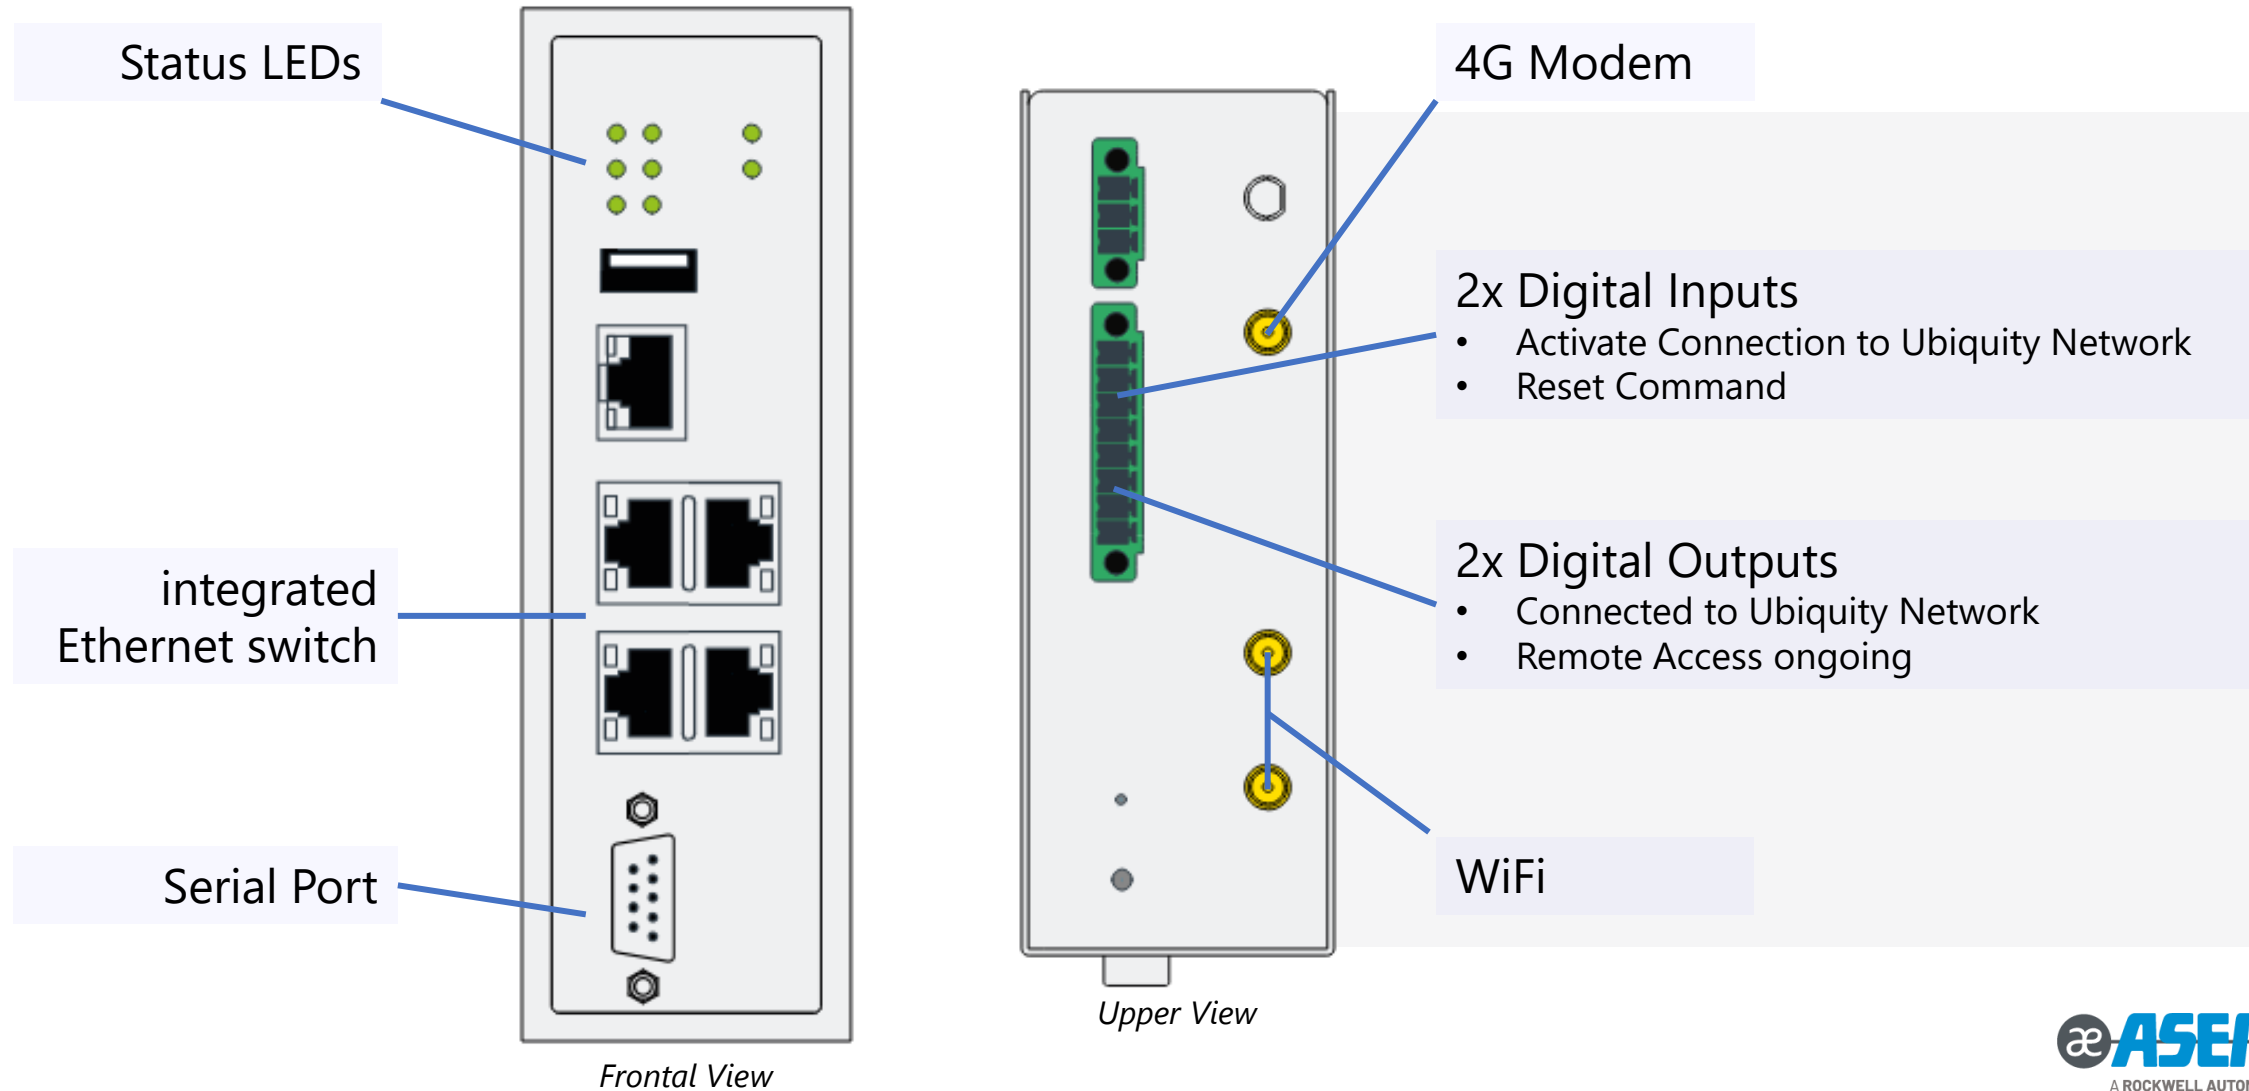 Status LEDs
integrated
Ethernet switch
Serial Port
Frontal View
4G Modem
2x Digital Inputs
• Activate Connection to Ubiquity Network
• Reset Command
2x Digital Outputs
• Connected to Ubiquity Network
• Remote Access ongoing
WiFi
Upper View
æ
A ROCKWELL